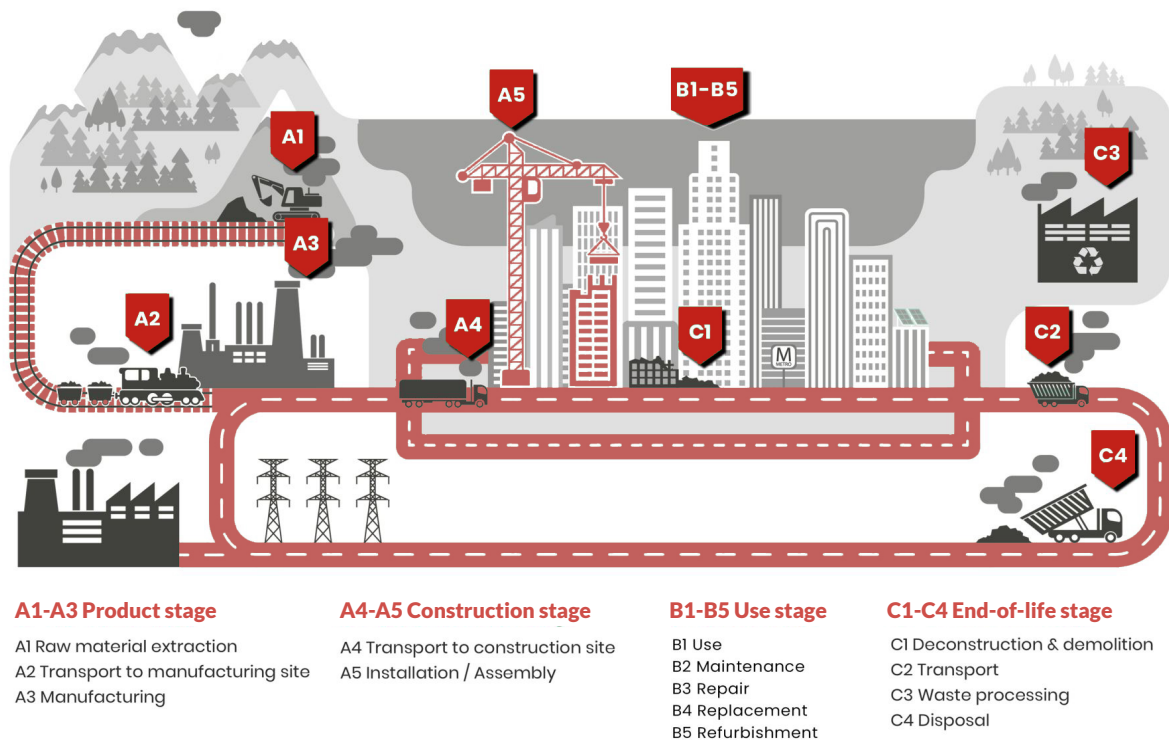 A5
B1-B5
A1
C3
A3
A2
A4
C1
C2
M
METRO
C4
A1-A3 Product stage
A1 Raw material extraction
A2 Transport to manufacturing site
A3 Manufacturing
A4-A5 Construction stage
A4 Transport to construction site
A5 Installation / Assembly
B1-B5 Use stage
B1 Use
B2 Maintenance
B3 Repair
B4 Replacement
B5 Refurbishment
C1-C4 End-of-life stage
C1 Deconstruction & demolition
C2 Transport
C3 Waste processing
C4 Disposal